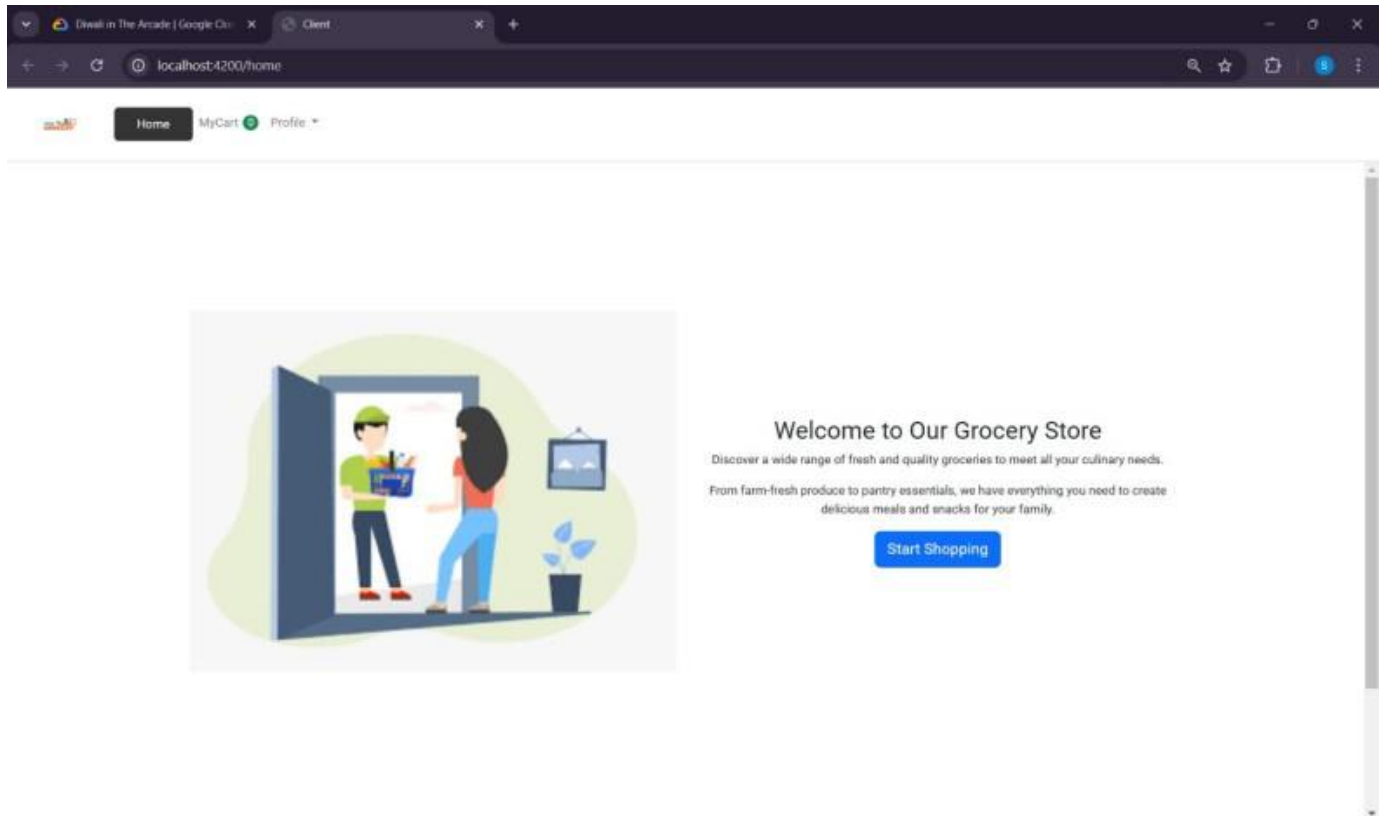 Diwali in The Arcade | Google Clo
Client
localhost:4200/home
Home
MyCart 0
Profile
Welcome to Our Grocery Store
Discover a wide range of fresh and quality groceries to meet all your culinary needs.
From farm-fresh produce to pantry essentials, we have everything you need to create
delicious meals and snacks for your family.
Start Shopping